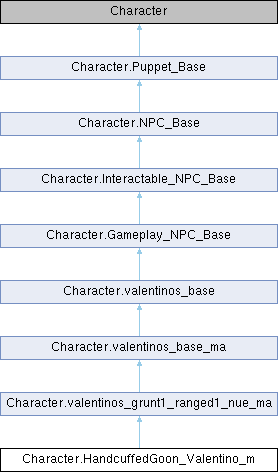 Character
Character.Puppet_Base
Character.NPC_Base
Character.Interactable_NPC_Base
Character.Gameplay_NPC_Base
Character.valentinos_base
Character.valentinos_base_ma
Character.valentinos_grunt1_ranged1_nue_ma
Character.HandcuffedGoon_Valentino_m